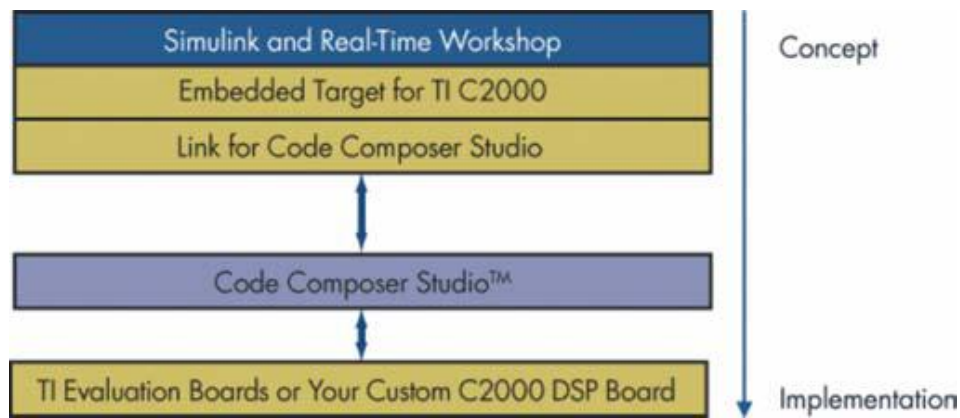 Simulink and Real-Time Workshop
Concept
Embedded Target for TI C2000
Link for Code Composer Studio
Code Composer Studio™
TI Evaluation Boards or Your Custom C2000 DSP Board
Implementation